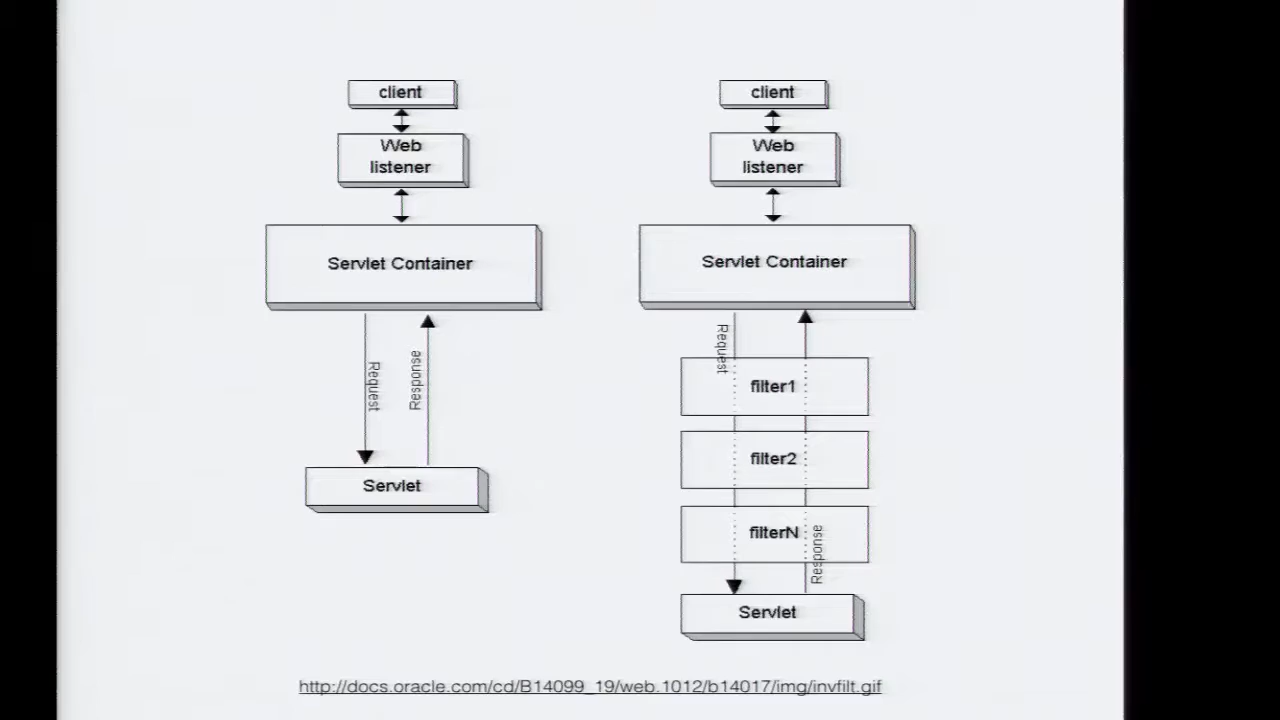 client
Web
listener
Servlet Container
Request
Response
Servlet
client
Web
listener
Servlet Container
Request
filter1
filter2
filterN
Response
Servlet
http://docs.oracle.com/cd/B14099_19/web.1012/b14017/img/invfilt.gif